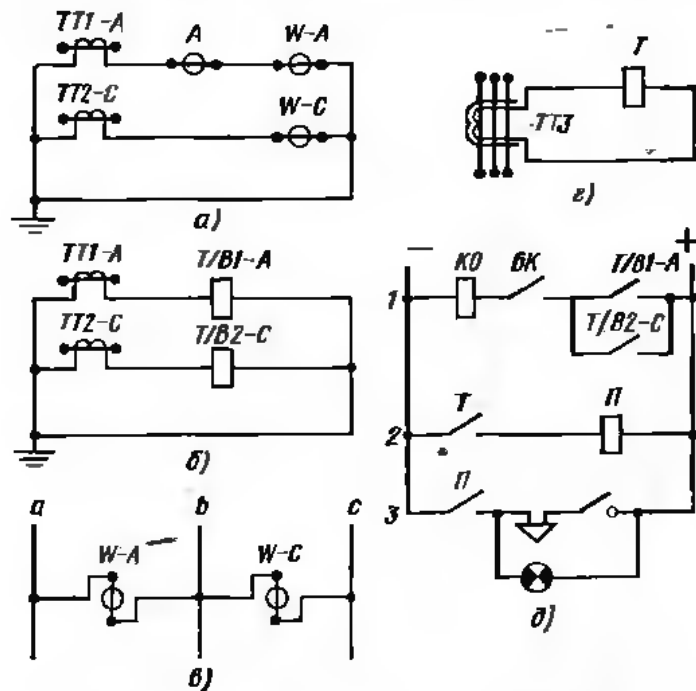 ТТ1-А
А
W-A
ТТ2-С
W-C
а)
Т
ТТ3
г)
ТТ1-А
Т/В1-А
ТТ2-С
Т/В2-С
б)
− +
1
КО
БК
Т/В1-А
Т/В2-С
2
Т
П
3
П
д)
a b c
W-A
W-C
в)